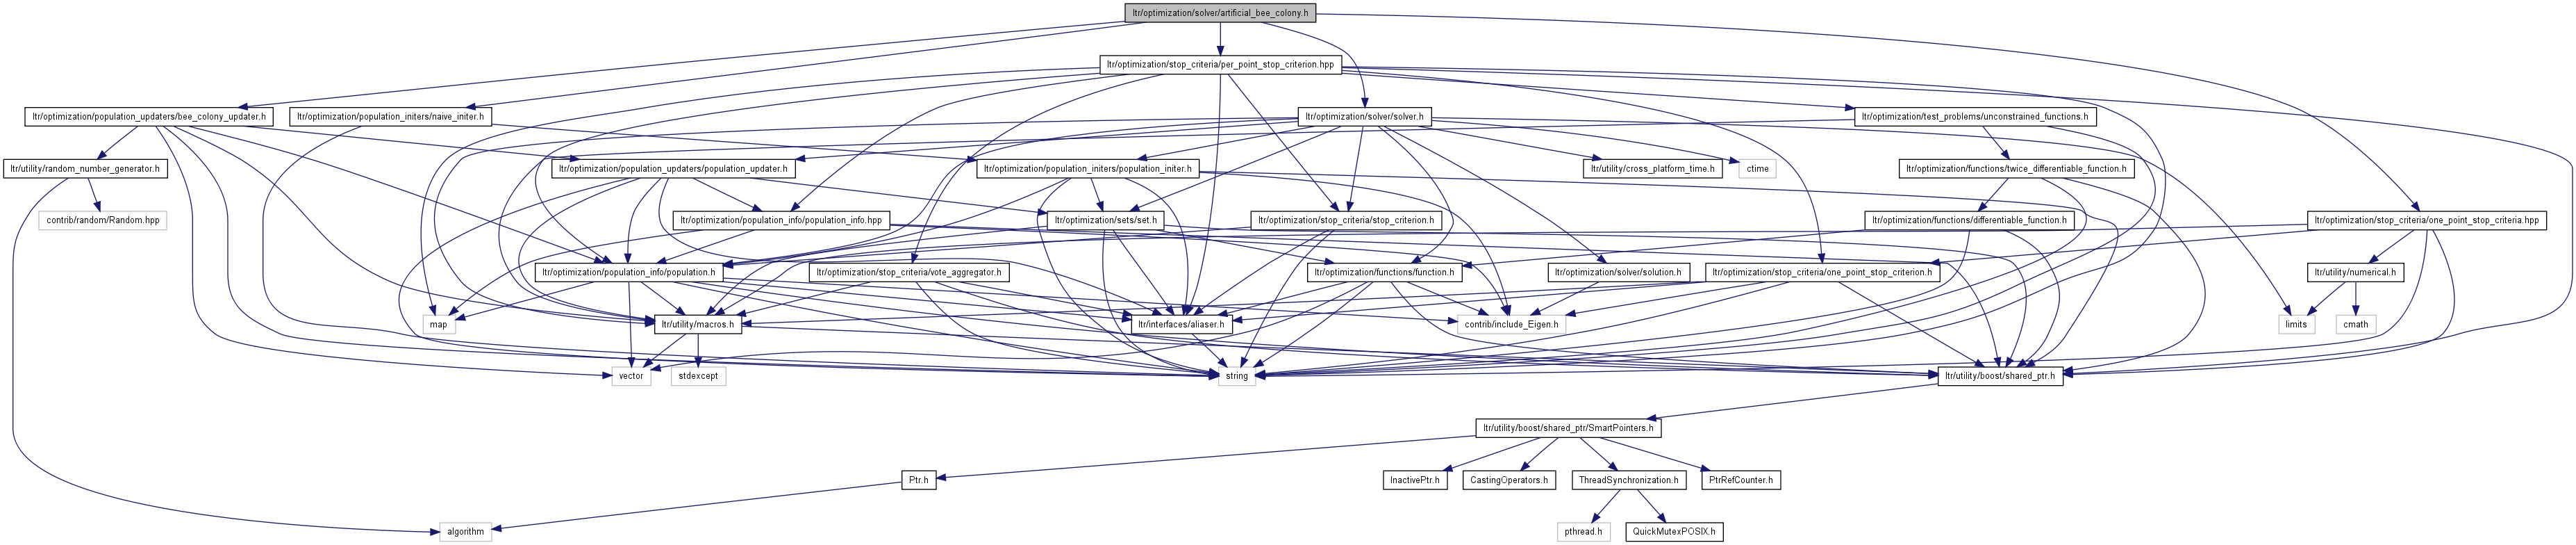 ltr/optimization/solver/artificial_bee_colony.h
ltr/optimization/stop_criteria/per_point_stop_criterion.hpp
ltr/optimization/population_updaters/bee_colony_updater.h
ltr/optimization/population_initers/naive_initer.h
ltr/optimization/solver/solver.h
ltr/optimization/test_problems/unconstrained_functions.h
ltr/utility/random_number_generator.h
ltr/optimization/population_updaters/population_updater.h
ltr/optimization/population_initers/population_initer.h
ltr/utility/cross_platform_time.h
ctime
ltr/optimization/functions/twice_differentiable_function.h
contrib/random/Random.hpp
ltr/optimization/population_info/population_info.hpp
ltr/optimization/sets/set.h
ltr/optimization/stop_criteria/stop_criterion.h
ltr/optimization/functions/differentiable_function.h
ltr/optimization/stop_criteria/one_point_stop_criteria.hpp
ltr/optimization/population_info/population.h
ltr/optimization/stop_criteria/vote_aggregator.h
ltr/optimization/functions/function.h
ltr/optimization/solver/solution.h
ltr/optimization/stop_criteria/one_point_stop_criterion.h
ltr/utility/numerical.h
map
ltr/utility/macros.h
ltr/interfaces/aliaser.h
contrib/include_Eigen.h
limits
cmath
vector
stdexcept
string
ltr/utility/boost/shared_ptr.h
ltr/utility/boost/shared_ptr/SmartPointers.h
Ptr.h
InactivePtr.h
CastingOperators.h
ThreadSynchronization.h
PtrRefCounter.h
algorithm
pthread.h
QuickMutexPOSIX.h